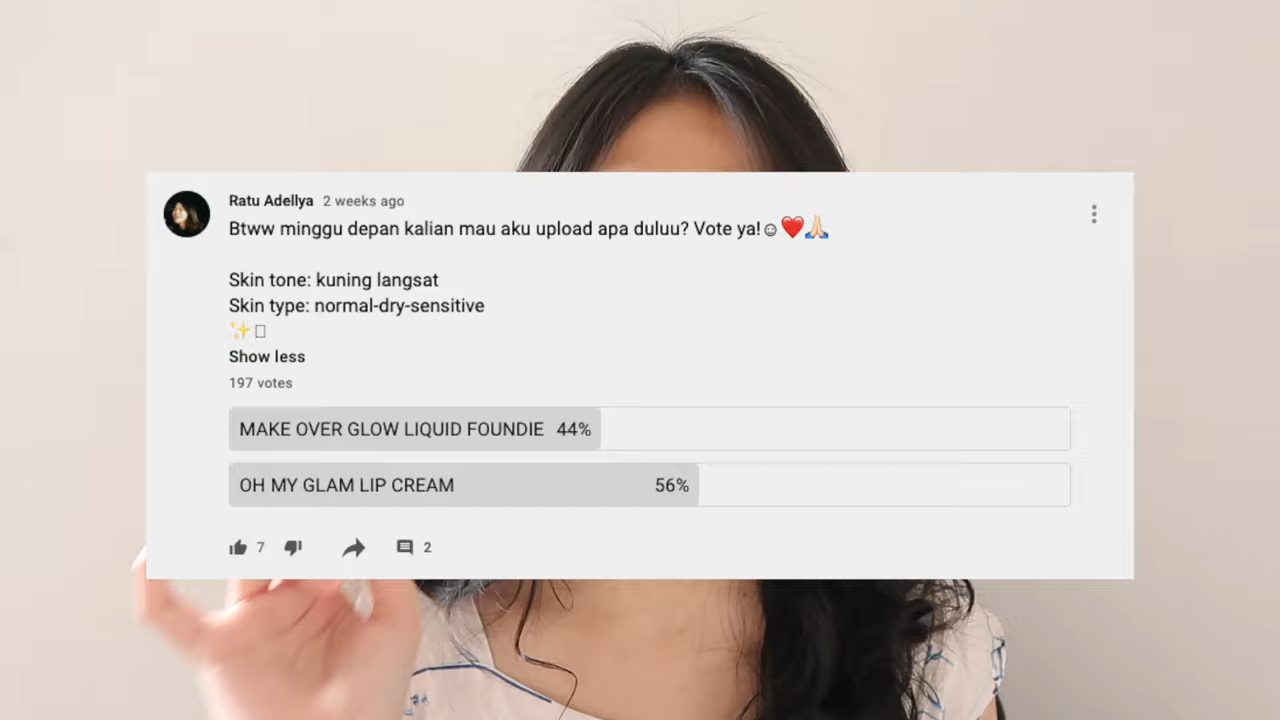 Ratu Adellya 2 weeks ago
Btww minggu depan kalian mau aku upload apa duluu? Vote ya!☺❤️🙏🏻
Skin tone: kuning langsat
Skin type: normal-dry-sensitive
✨
Show less
197 votes
MAKE OVER GLOW LIQUID FOUNDIE 44%
OH MY GLAM LIP CREAM 56%
7 2